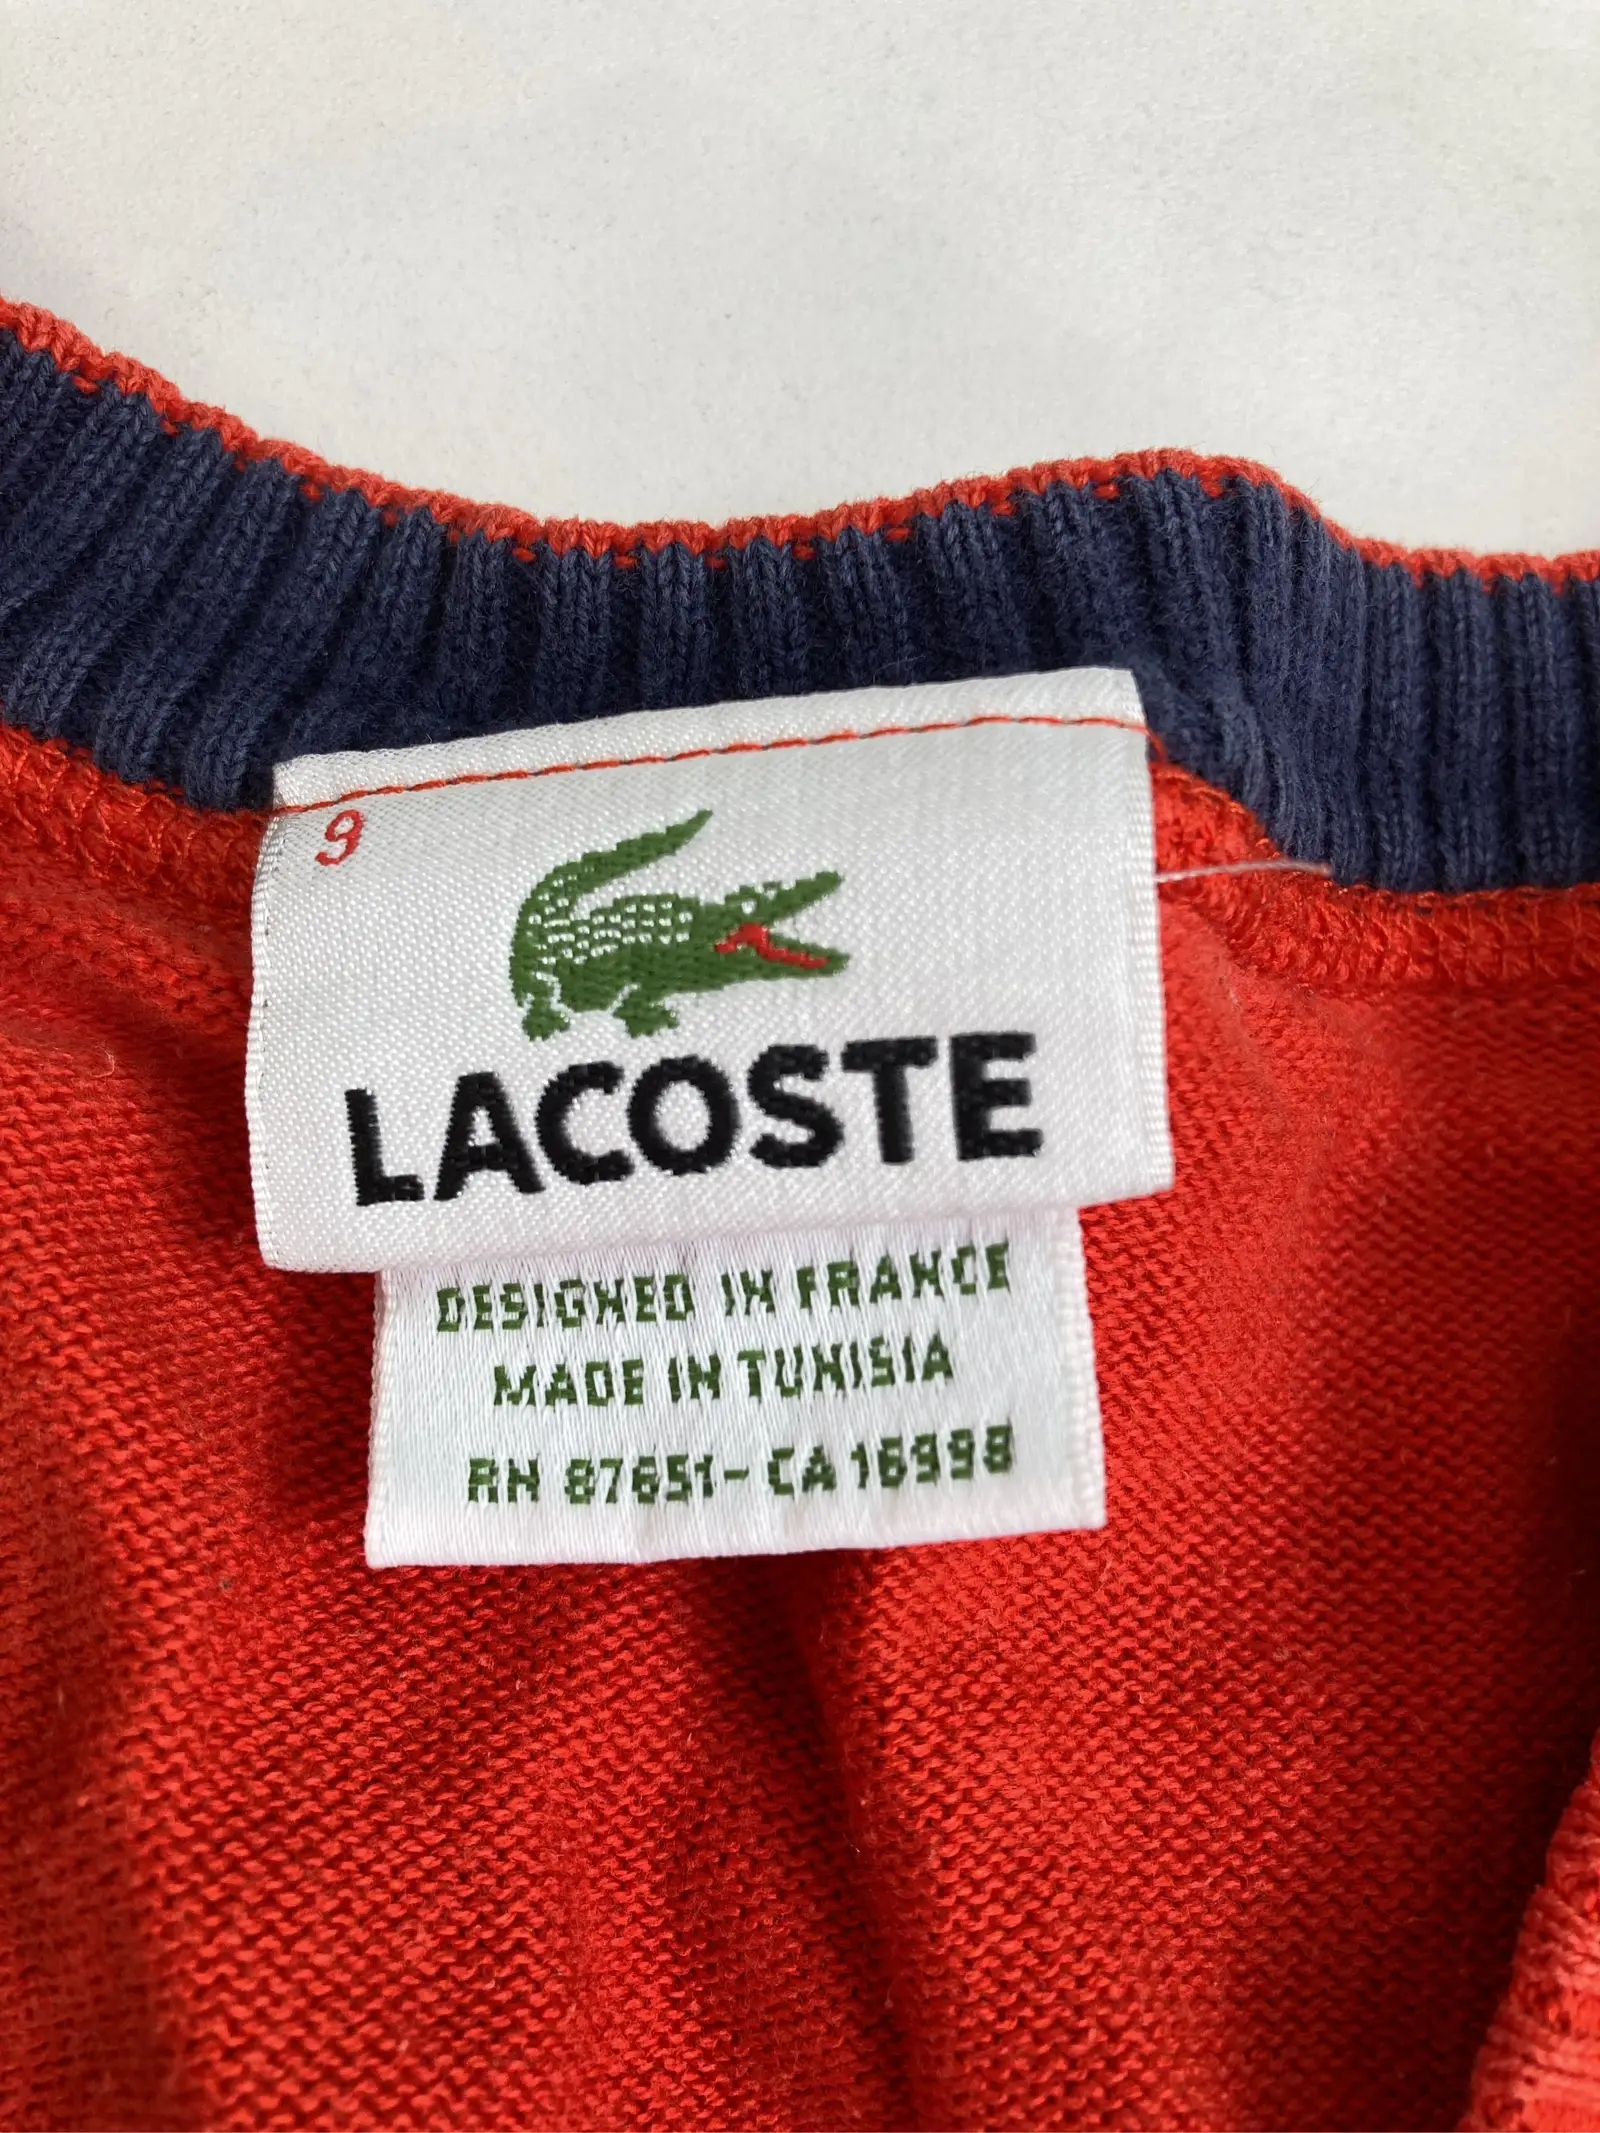 9
LACOSTE
DESIGNED IN FRANCE
MADE IN TUNISIA
RN 87651-CA 16998